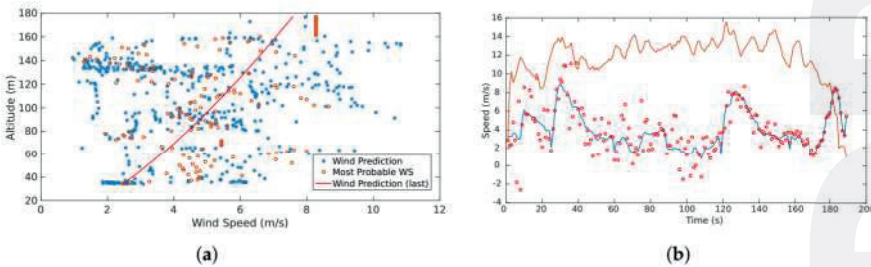 180
160
140
120
100
80
60
40
20
Altitude (m)
0 2 4 6 8 10 12
Wind Speed (m/s)
Wind Prediction
Most Probable WS
Wind Prediction (last)
(a)
16
14
12
10
8
6
4
2
0
-2
-4
Speed (m/s)
0 20 40 60 80 100 120 140 160 180 200
Time (s)
(b)